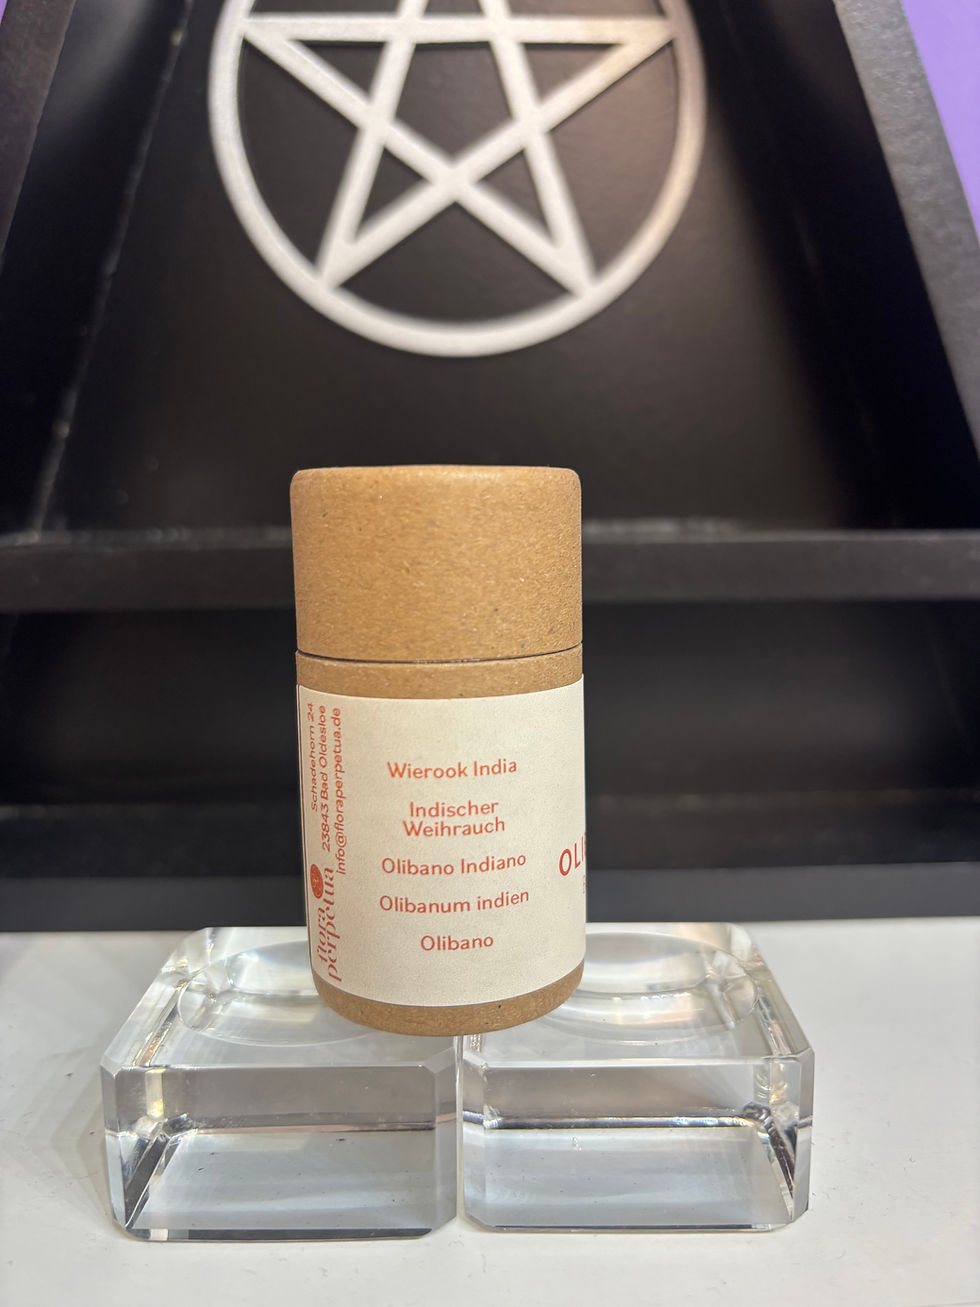 Schadehorn 24
23843 Bad Oldesloe
info@floraperpetua.de
flora
perpetua
Wierook India
Indischer
Weihrauch
Olibano Indiano
Olibanum indien
Olibano